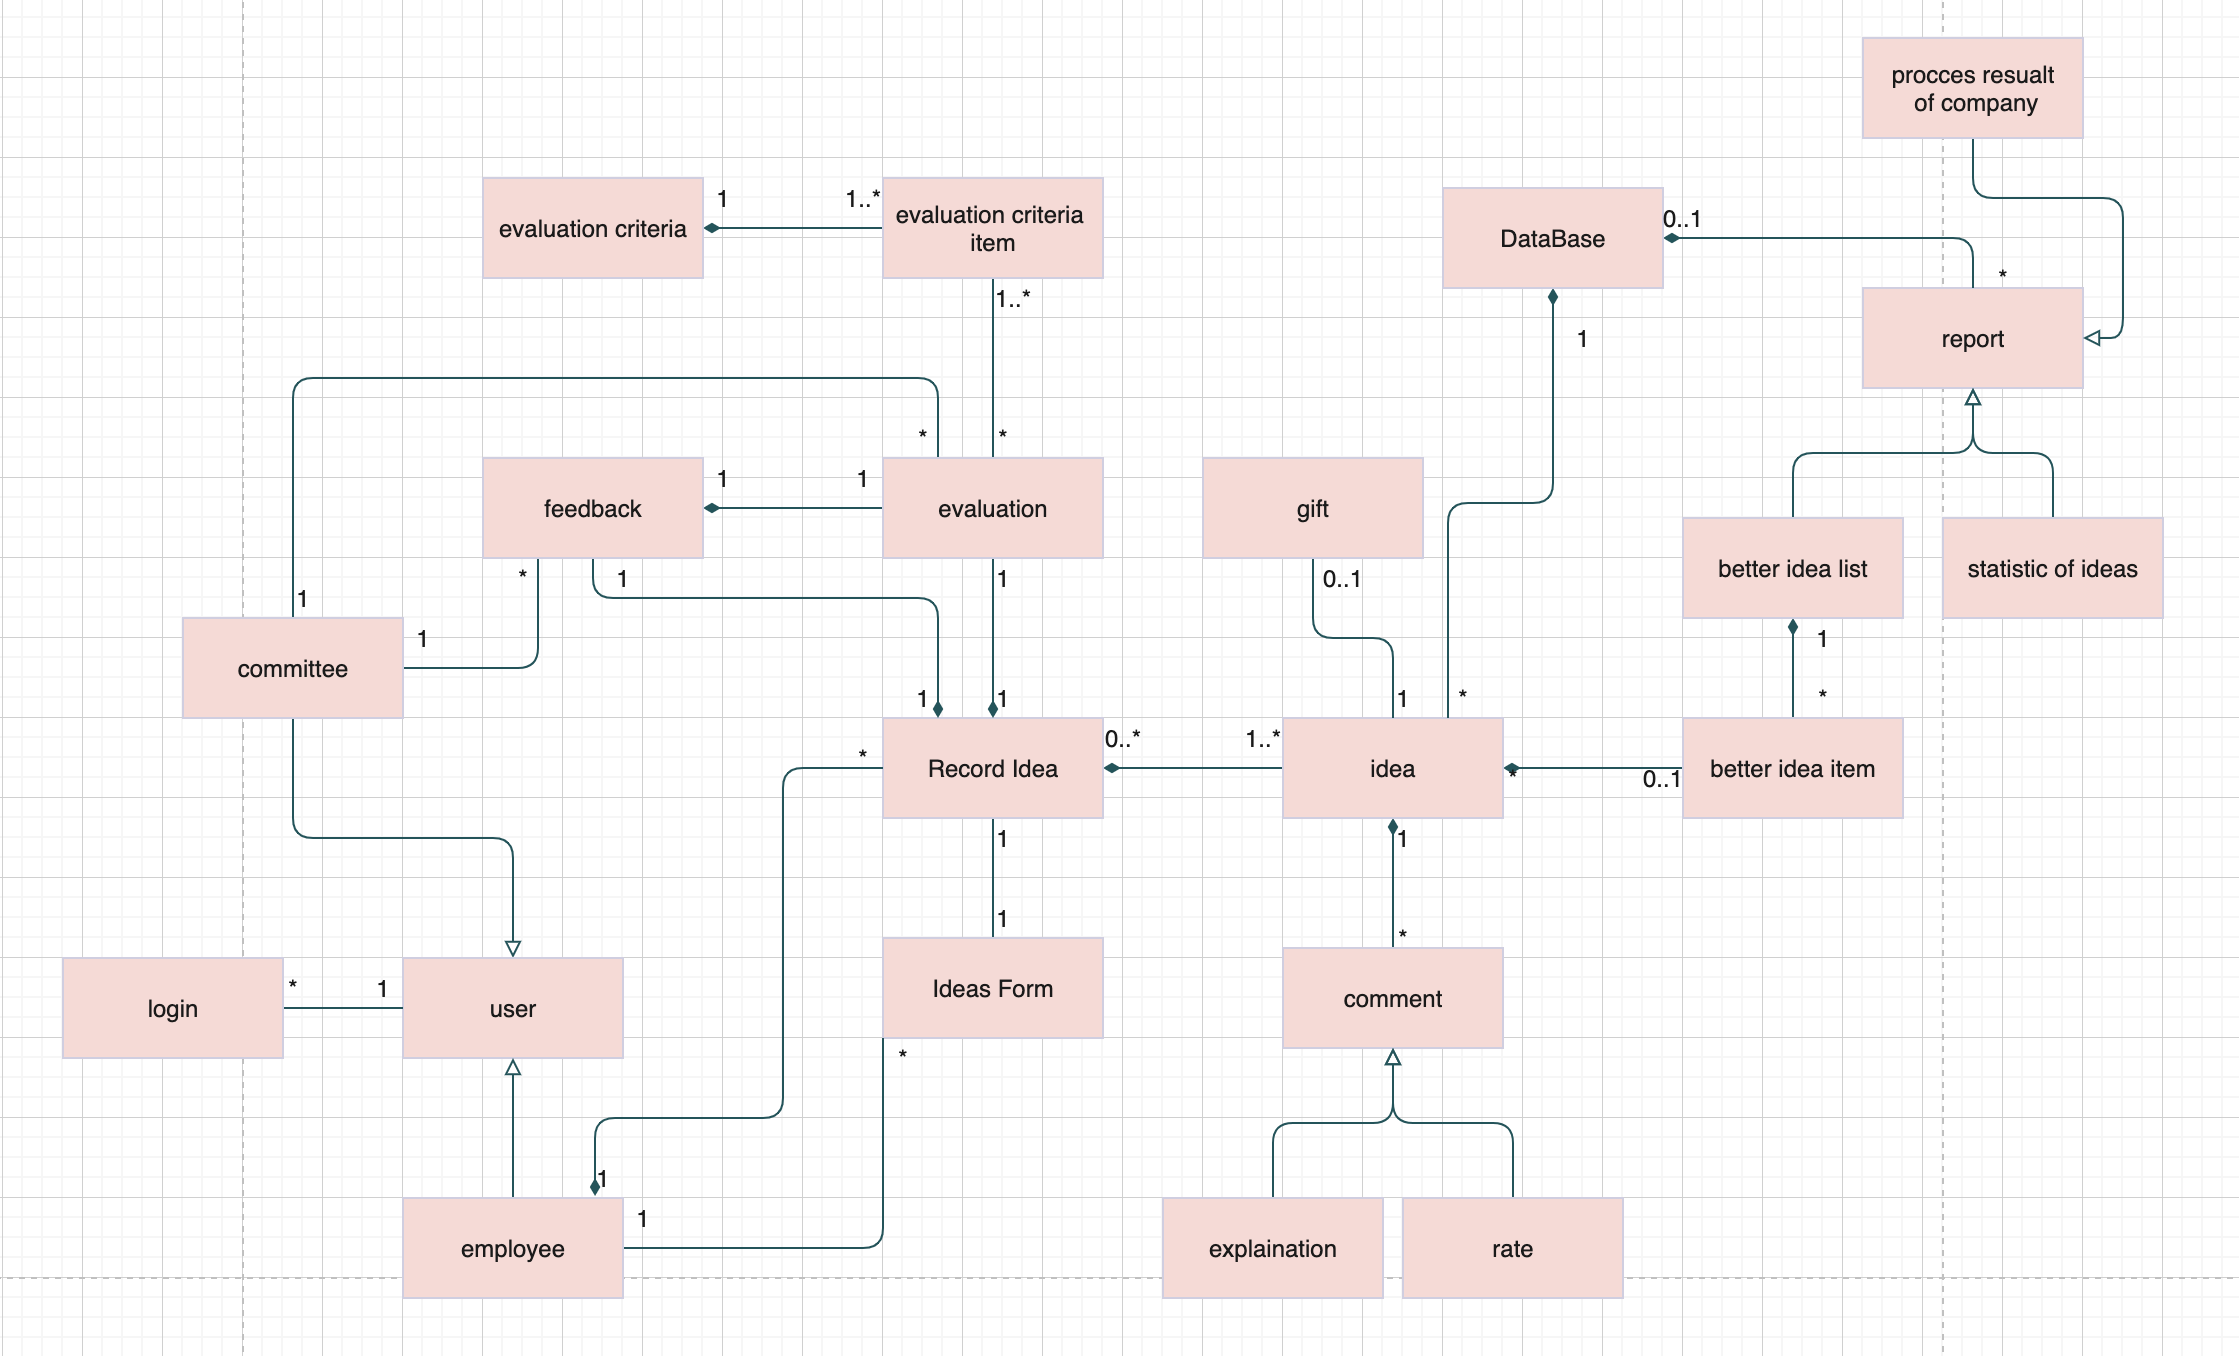 procces resualt
of company
evaluation criteria
1
1..*
evaluation criteria
item
DataBase
0..1
*
1..*
1
report
*
*
feedback
1
1
evaluation
gift
better idea list
statistic of ideas
*
1
1
0..1
1
1
committee
1
1
1
1
*
*
*
Record Idea
0..*
1..*
idea
*
0..1
better idea item
1
1
1
*
login
*
1
user
Ideas Form
comment
*
1
1
employee
explaination
rate